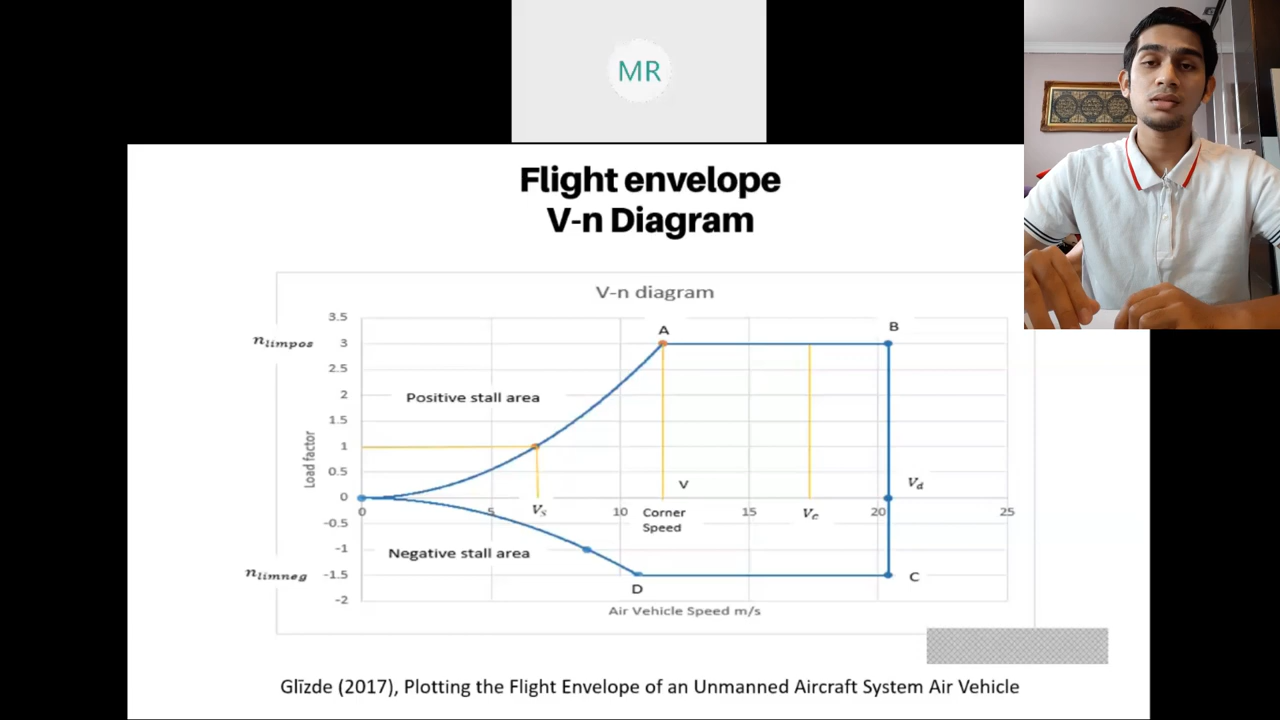 MR
Flight envelope
V-n Diagram
V-n diagram
3.5
3
2.5
2
1.5
1
0.5
0
-0.5
-1
-1.5
-2
n_limpos
n_limneg
Load factor
A
B
Positive stall area
V
V_d
0
5
V_s
10
Corner
Speed
15
V_c
20
25
Negative stall area
D
C
Air Vehicle Speed m/s
Glīzde (2017), Plotting the Flight Envelope of an Unmanned Aircraft System Air Vehicle